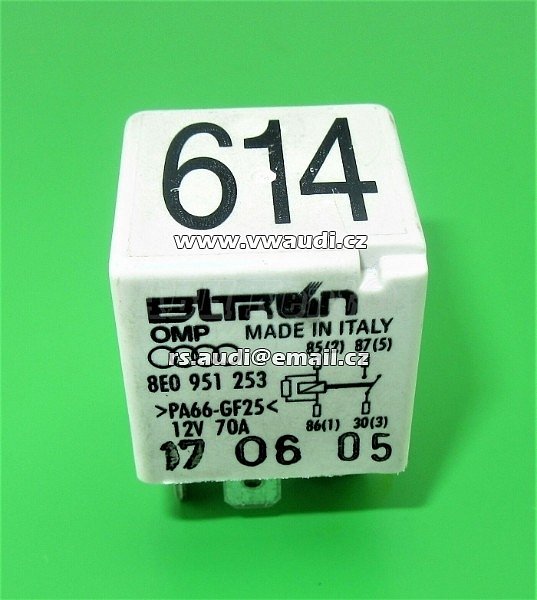 614
www.vwaudi.cz
Bitron
OMP MADE IN ITALY
85(2) 87(5)
rs.audi@email.cz
8E0 951 253
>PA66-GF25<
12V 70A
86(1) 30(3)
17 06 05